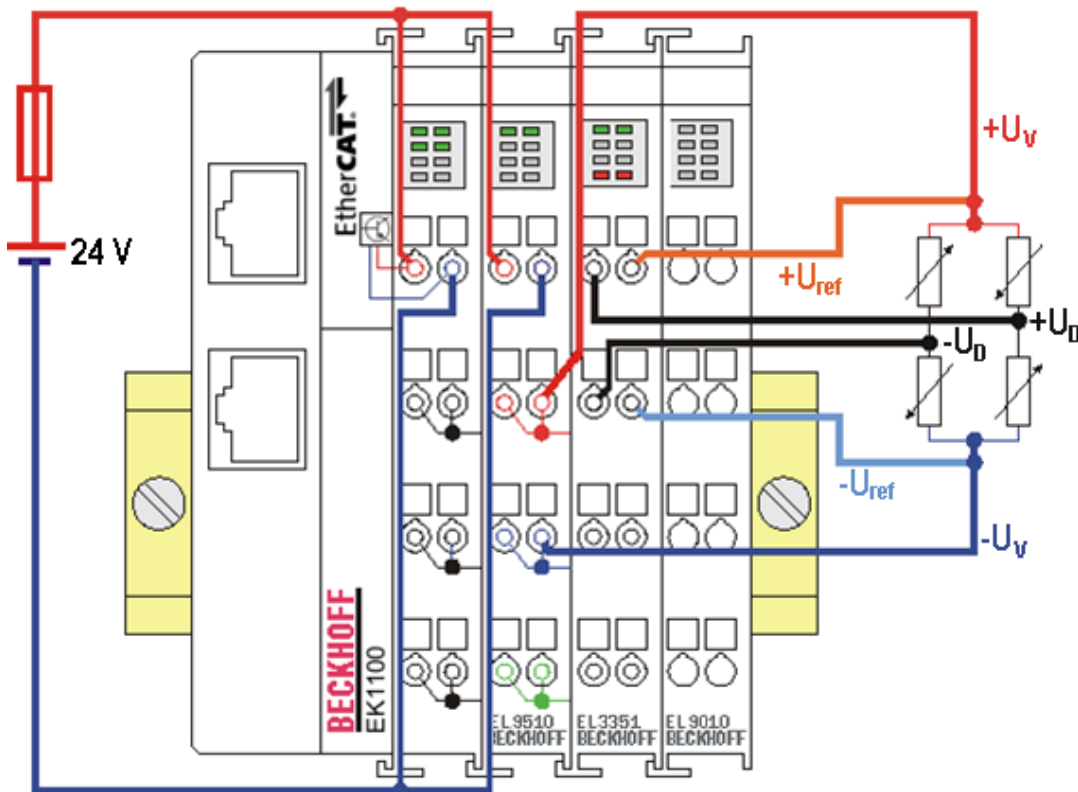 24 V
EtherCAT
BECKHOFF
EK1100
EL9510
BECKHOFF
EL3351
BECKHOFF
EL9010
BECKHOFF
+Uv
+Uref
+UD
-UD
-Uref
-Uv